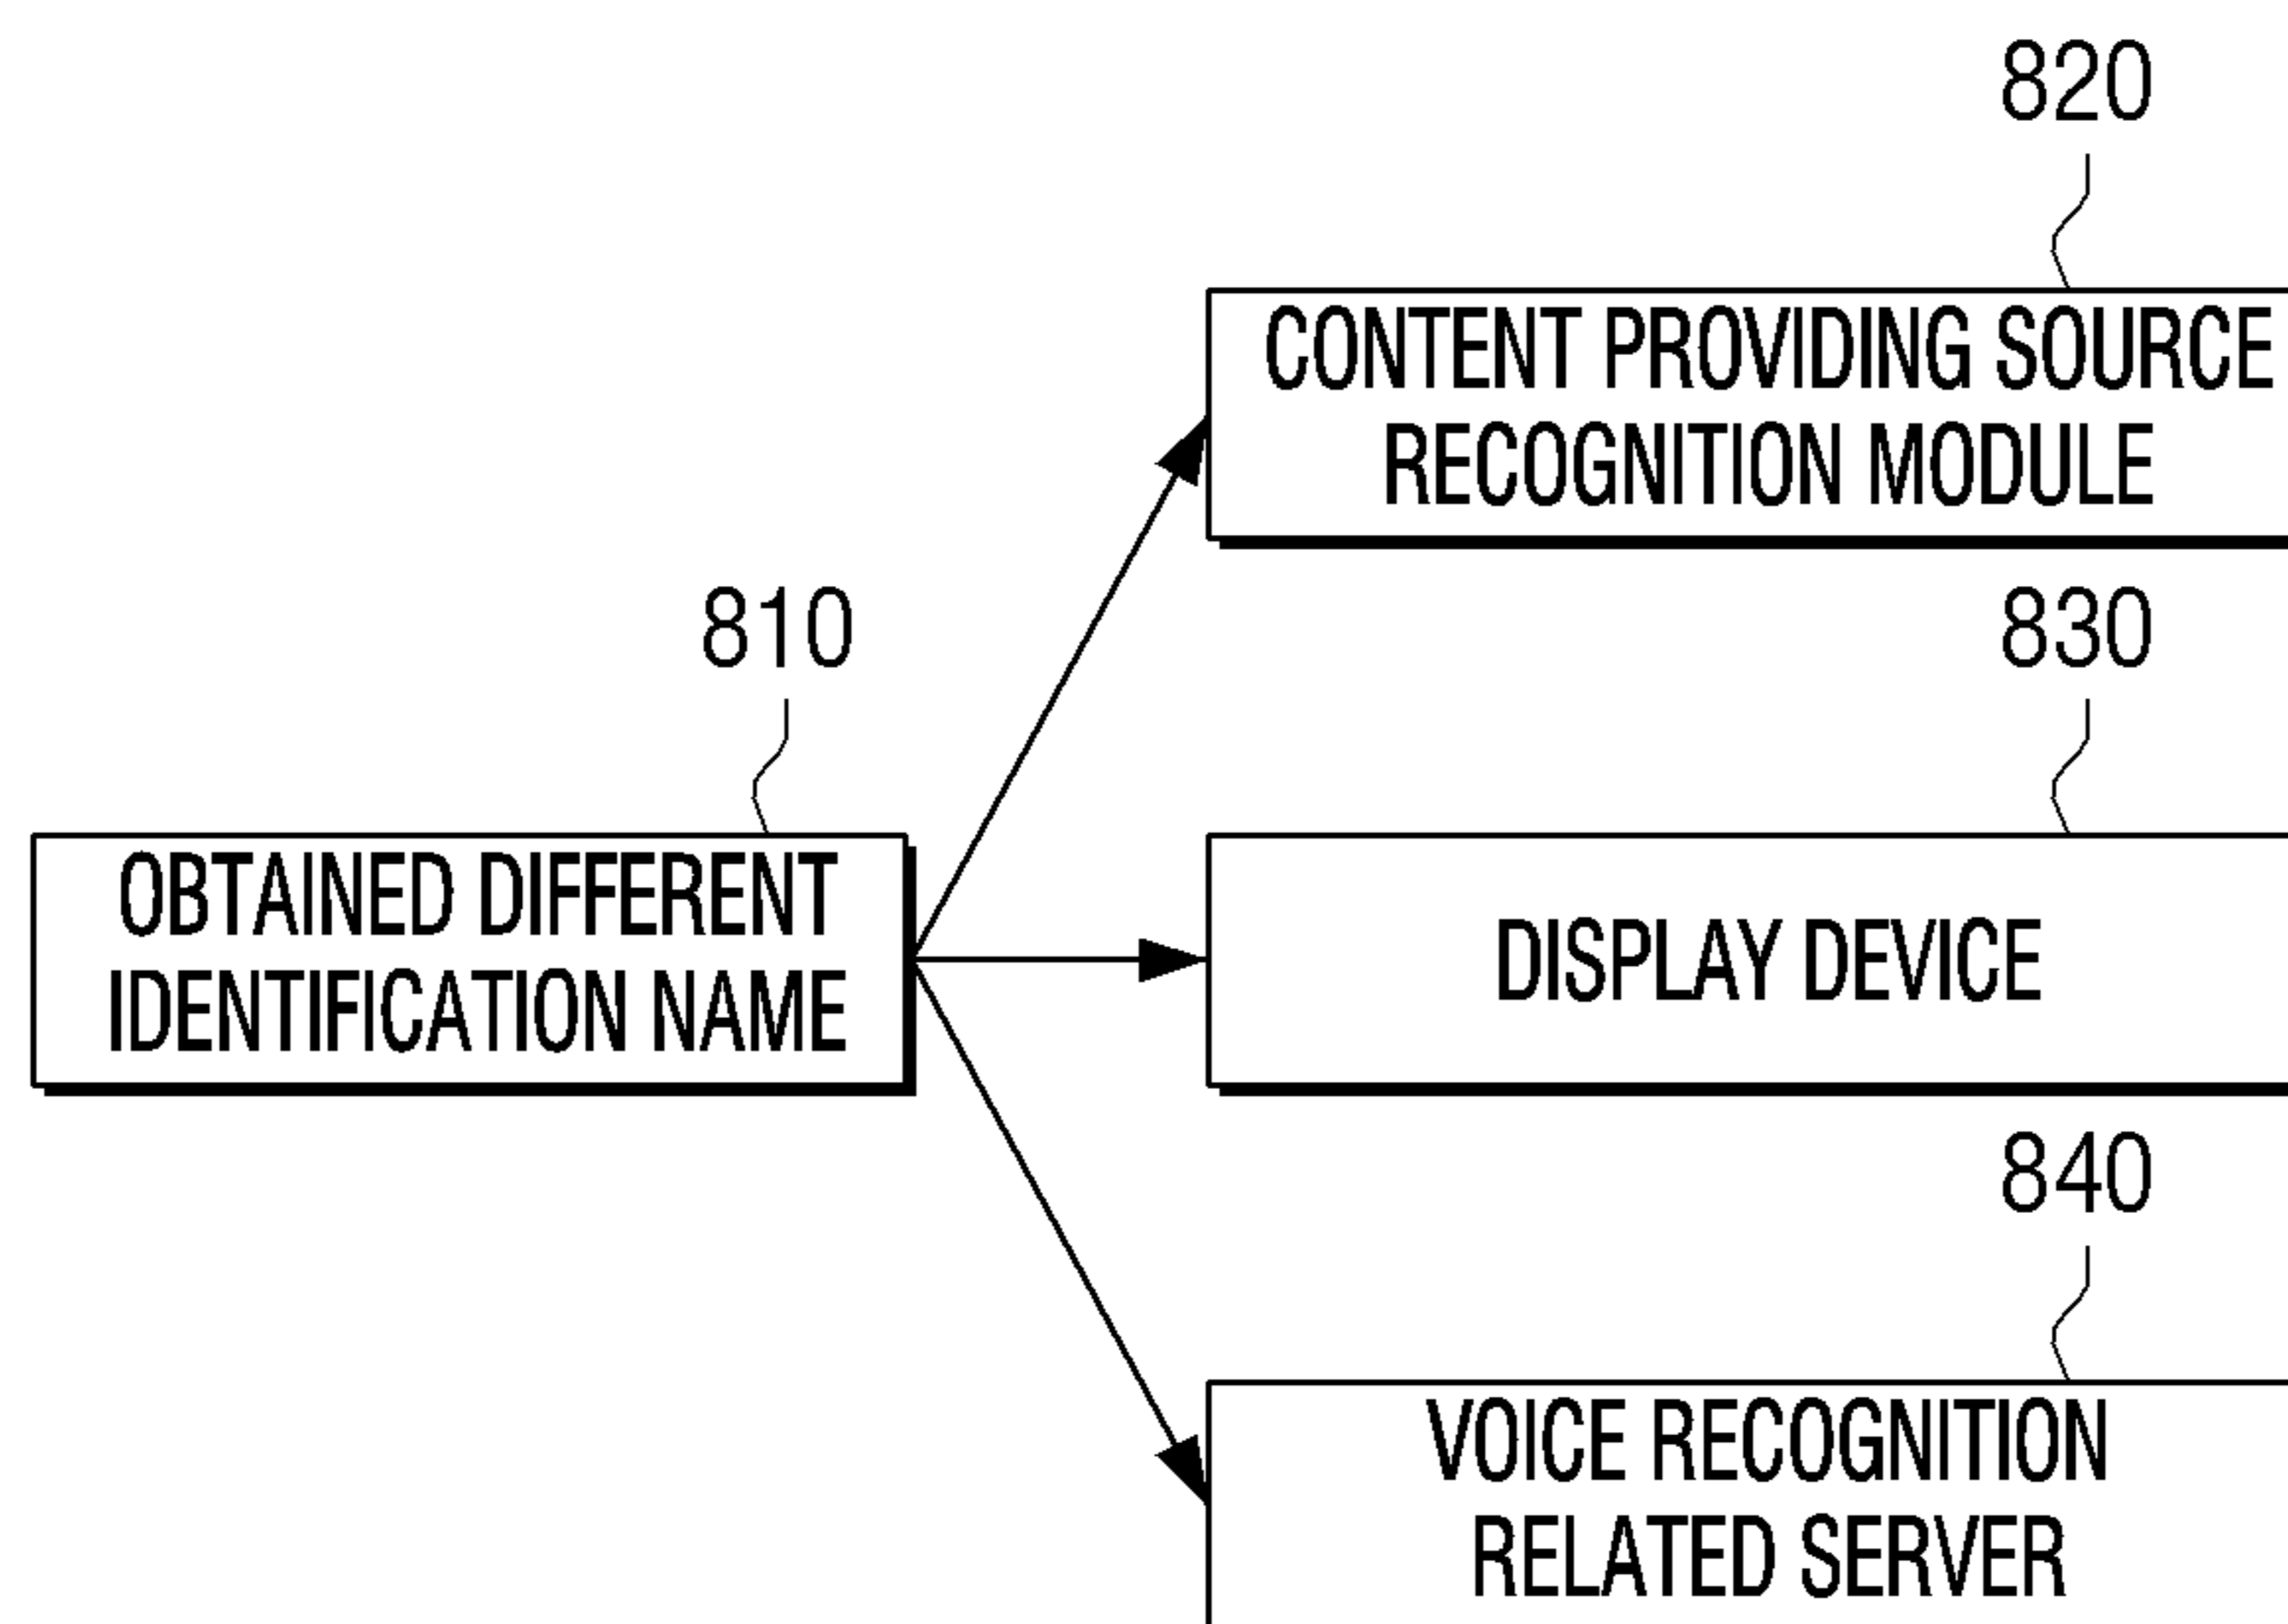 820
CONTENT PROVIDING SOURCE
RECOGNITION MODULE
810
830
OBTAINED DIFFERENT
IDENTIFICATION NAME
DISPLAY DEVICE
840
VOICE RECOGNITION
RELATED SERVER